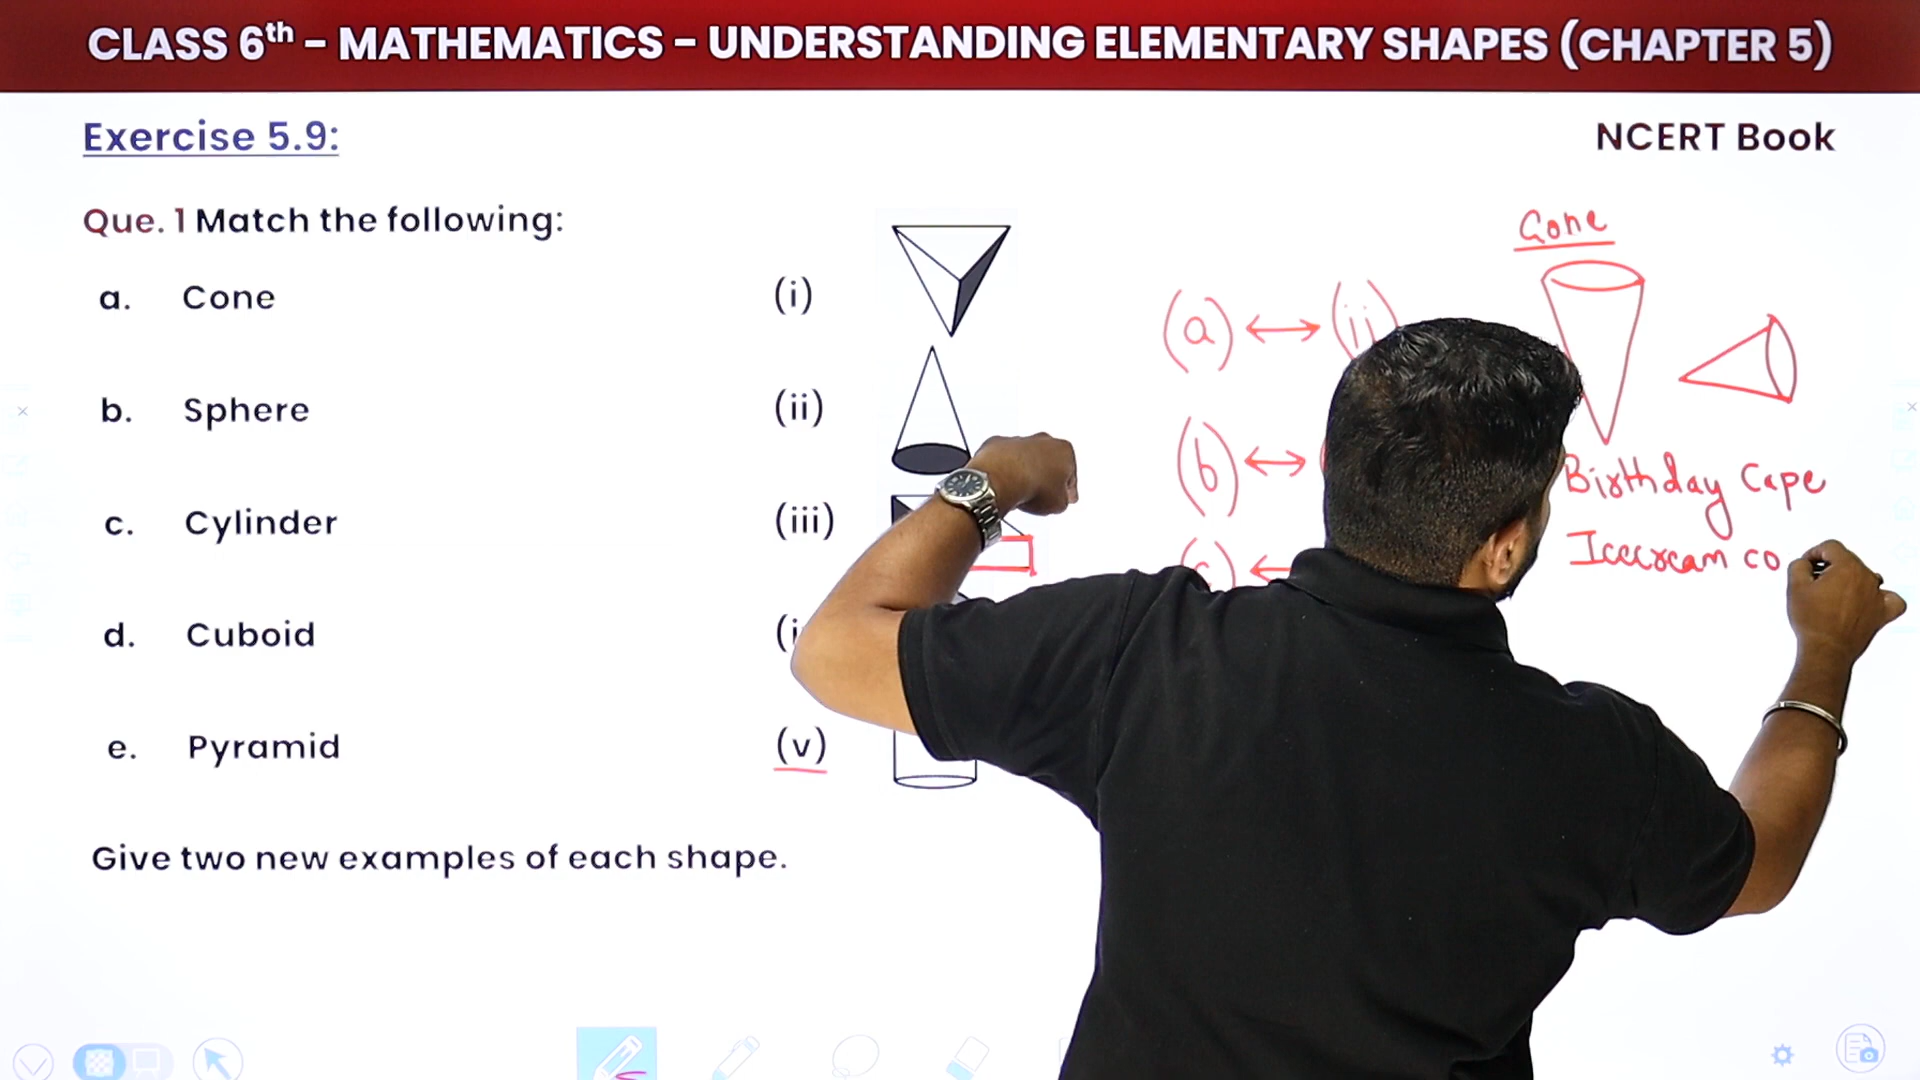 CLASS 6th – MATHEMATICS – UNDERSTANDING ELEMENTARY SHAPES (CHAPTER 5)
Exercise 5.9:
NCERT Book
Que. 1 Match the following:
a. Cone (i)
b. Sphere (ii)
c. Cylinder (iii)
d. Cuboid (i
e. Pyramid (v)
Give two new examples of each shape.
(a) ↔ (ii
(b) ↔
(c) ←
Cone
Birthday Cape
Icecream co